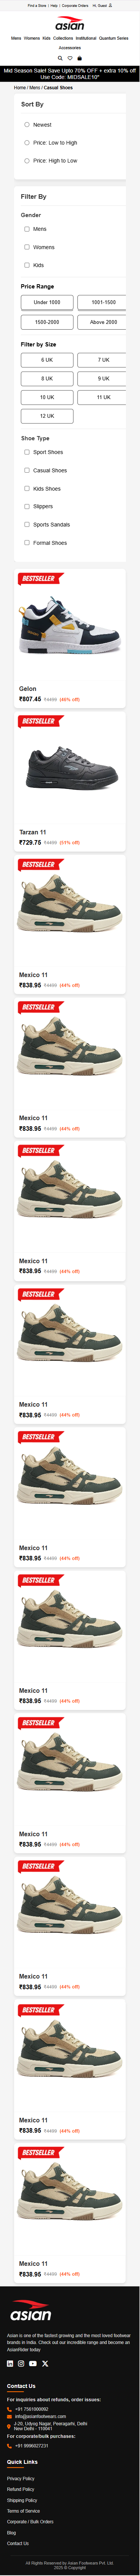 Find a Store | Help | Corporate Orders Hi, Guest
asian
Mens Womens Kids Collections Institutional Quantum Series
Accessories
Mid Season Sale!! Save Upto 70% OFF + extra 10% off
Use Code: MIDSALE10*
Home / Mens / Casual Shoes
Sort By
Newest
Price: Low to High
Price: High to Low
Filter By
Gender
Mens
Womens
Kids
Price Range
Under 1000 1001-1500
1500-2000 Above 2000
Filter by Size
6 UK 7 UK
8 UK 9 UK
10 UK 11 UK
12 UK
Shoe Type
Sport Shoes
Casual Shoes
Kids Shoes
Slippers
Sports Sandals
Formal Shoes
BESTSELLER
Gelon
₹807.45 ₹1499 (46% off)
BESTSELLER
Tarzan 11
₹729.75 ₹1499 (51% off)
BESTSELLER
Mexico 11
₹838.95 ₹1499 (44% off)
BESTSELLER
Mexico 11
₹838.95 ₹1499 (44% off)
BESTSELLER
Mexico 11
₹838.95 ₹1499 (44% off)
BESTSELLER
Mexico 11
₹838.95 ₹1499 (44% off)
BESTSELLER
Mexico 11
₹838.95 ₹1499 (44% off)
BESTSELLER
Mexico 11
₹838.95 ₹1499 (44% off)
BESTSELLER
Mexico 11
₹838.95 ₹1499 (44% off)
BESTSELLER
Mexico 11
₹838.95 ₹1499 (44% off)
BESTSELLER
Mexico 11
₹838.95 ₹1499 (44% off)
BESTSELLER
Mexico 11
₹838.95 ₹1499 (44% off)
asian
Asian is one of the fastest growing and the most loved footwear
brands in India. Check out our incredible range and become an
AsianRider today
Contact Us
For inquiries about refunds, order issues:
+91 7581000092
info@asianfootwears.com
J-20, Udyog Nagar, Peeragarhi, Delhi
New Delhi - 110041
For corporate/bulk purchases:
+91 9996027231
Quick Links
Privacy Policy
Refund Policy
Shipping Policy
Terms of Service
Corporate / Bulk Orders
Blog
Contact Us
All Rights Reserved by Asian Footwears Pvt. Ltd
2025 © Copyright